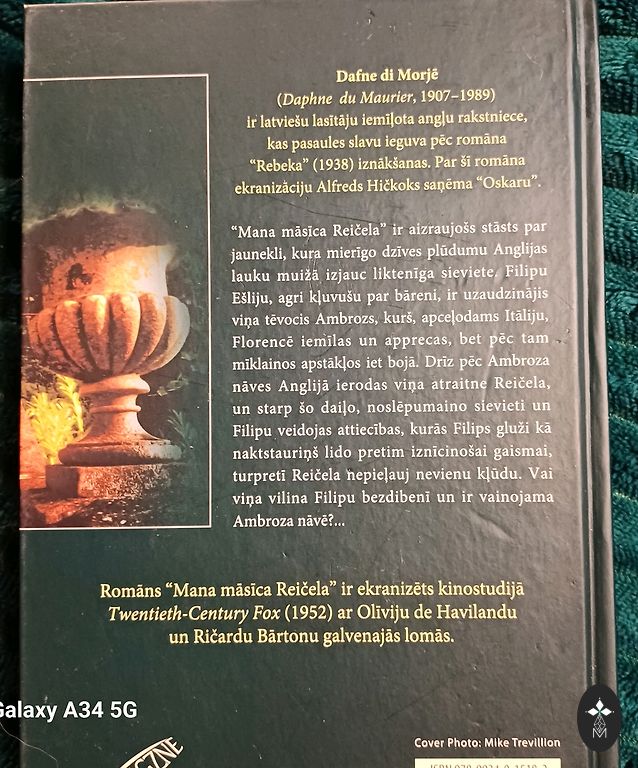 Dafne di Morjē
(Daphne du Maurier, 1907–1989)
ir latviešu lasītāju iemīļota angļu rakstniece,
kas pasaules slavu ieguva pēc romāna
“Rebeka” (1938) iznākšanas. Par šī romāna
ekranizāciju Alfreds Hičkoks saņēma “Oskaru”.
“Mana māsīca Reičela” ir aizraujošs stāsts par
jaunekli, kura mierīgo dzīves plūdumu Anglijas
lauku muižā izjauc liktenīga sieviete. Filipu
Ešliju, agri kļuvušu par bāreni, ir uzaudzinājis
viņa tēvocis Ambrozs, kurš, apceļodams Itāliju,
Florencē iemīlas un apprecas, bet pēc tam
mīklainos apstākļos iet bojā. Drīz pēc Ambroza
nāves Anglijā ierodas viņa atraitne Reičela,
un starp šo daiļo, noslēpumaino sievieti un
Filipu veidojas attiecības, kurās Filips gluži kā
naktstauriņš lido pretim iznīcinošai gaismai,
turpretī Reičela nepieļauj nevienu kļūdu. Vai
viņa vilina Filipu bezdibenī un ir vainojama
Ambroza nāvē?...
Romāns “Mana māsīca Reičela” ir ekranizēts kinostudijā
Twentieth-Century Fox (1952) ar Olīviju de Havilandu
un Ričardu Bārtonu galvenajās lomās.
Galaxy A34 5G
Cover Photo: Mike Trevillion